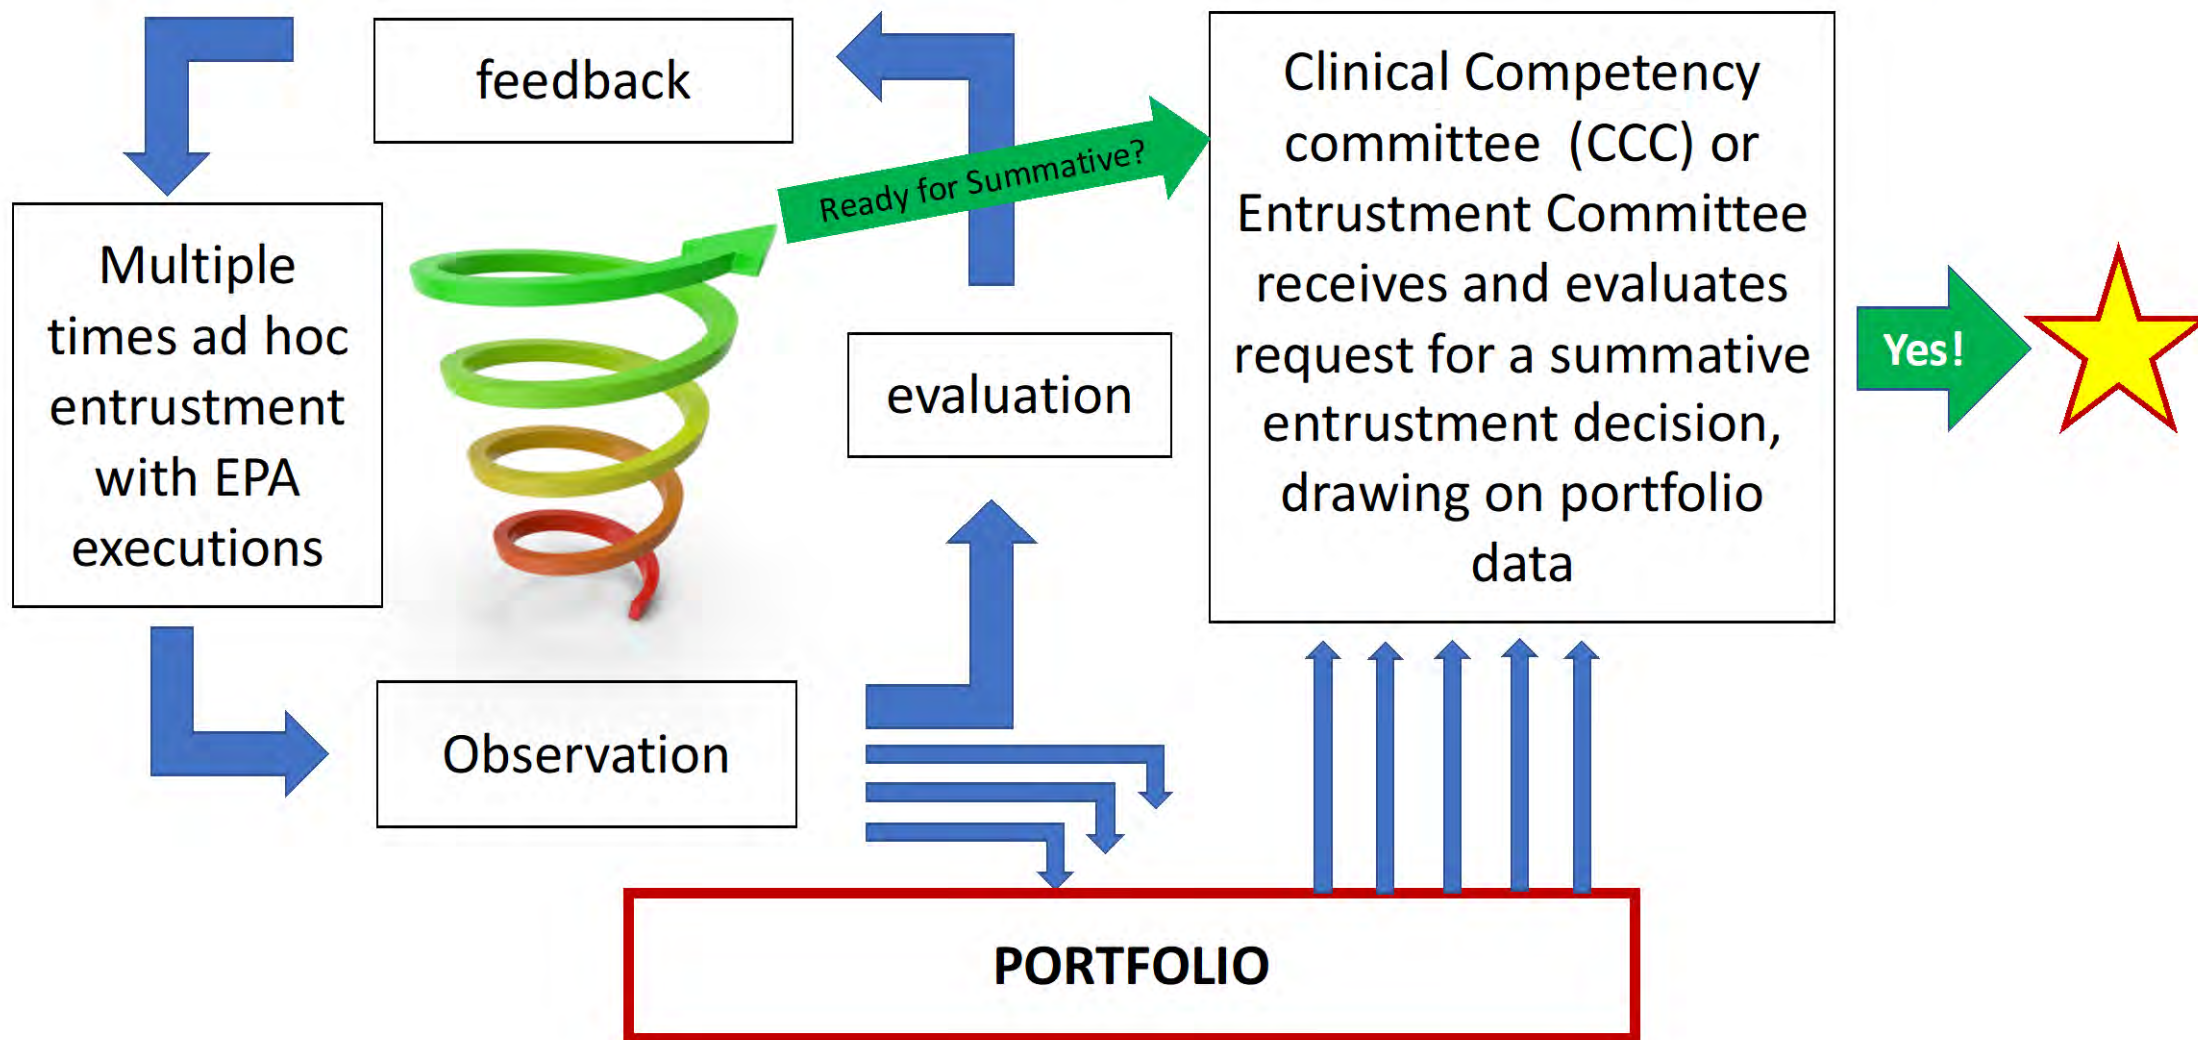 feedback
Multiple
times ad hoc
entrustment
with EPA
executions
Observation
evaluation
Ready for Summative?
Clinical Competency
committee (CCC) or
Entrustment Committee
receives and evaluates
request for a summative
entrustment decision,
drawing on portfolio
data
Yes!
PORTFOLIO